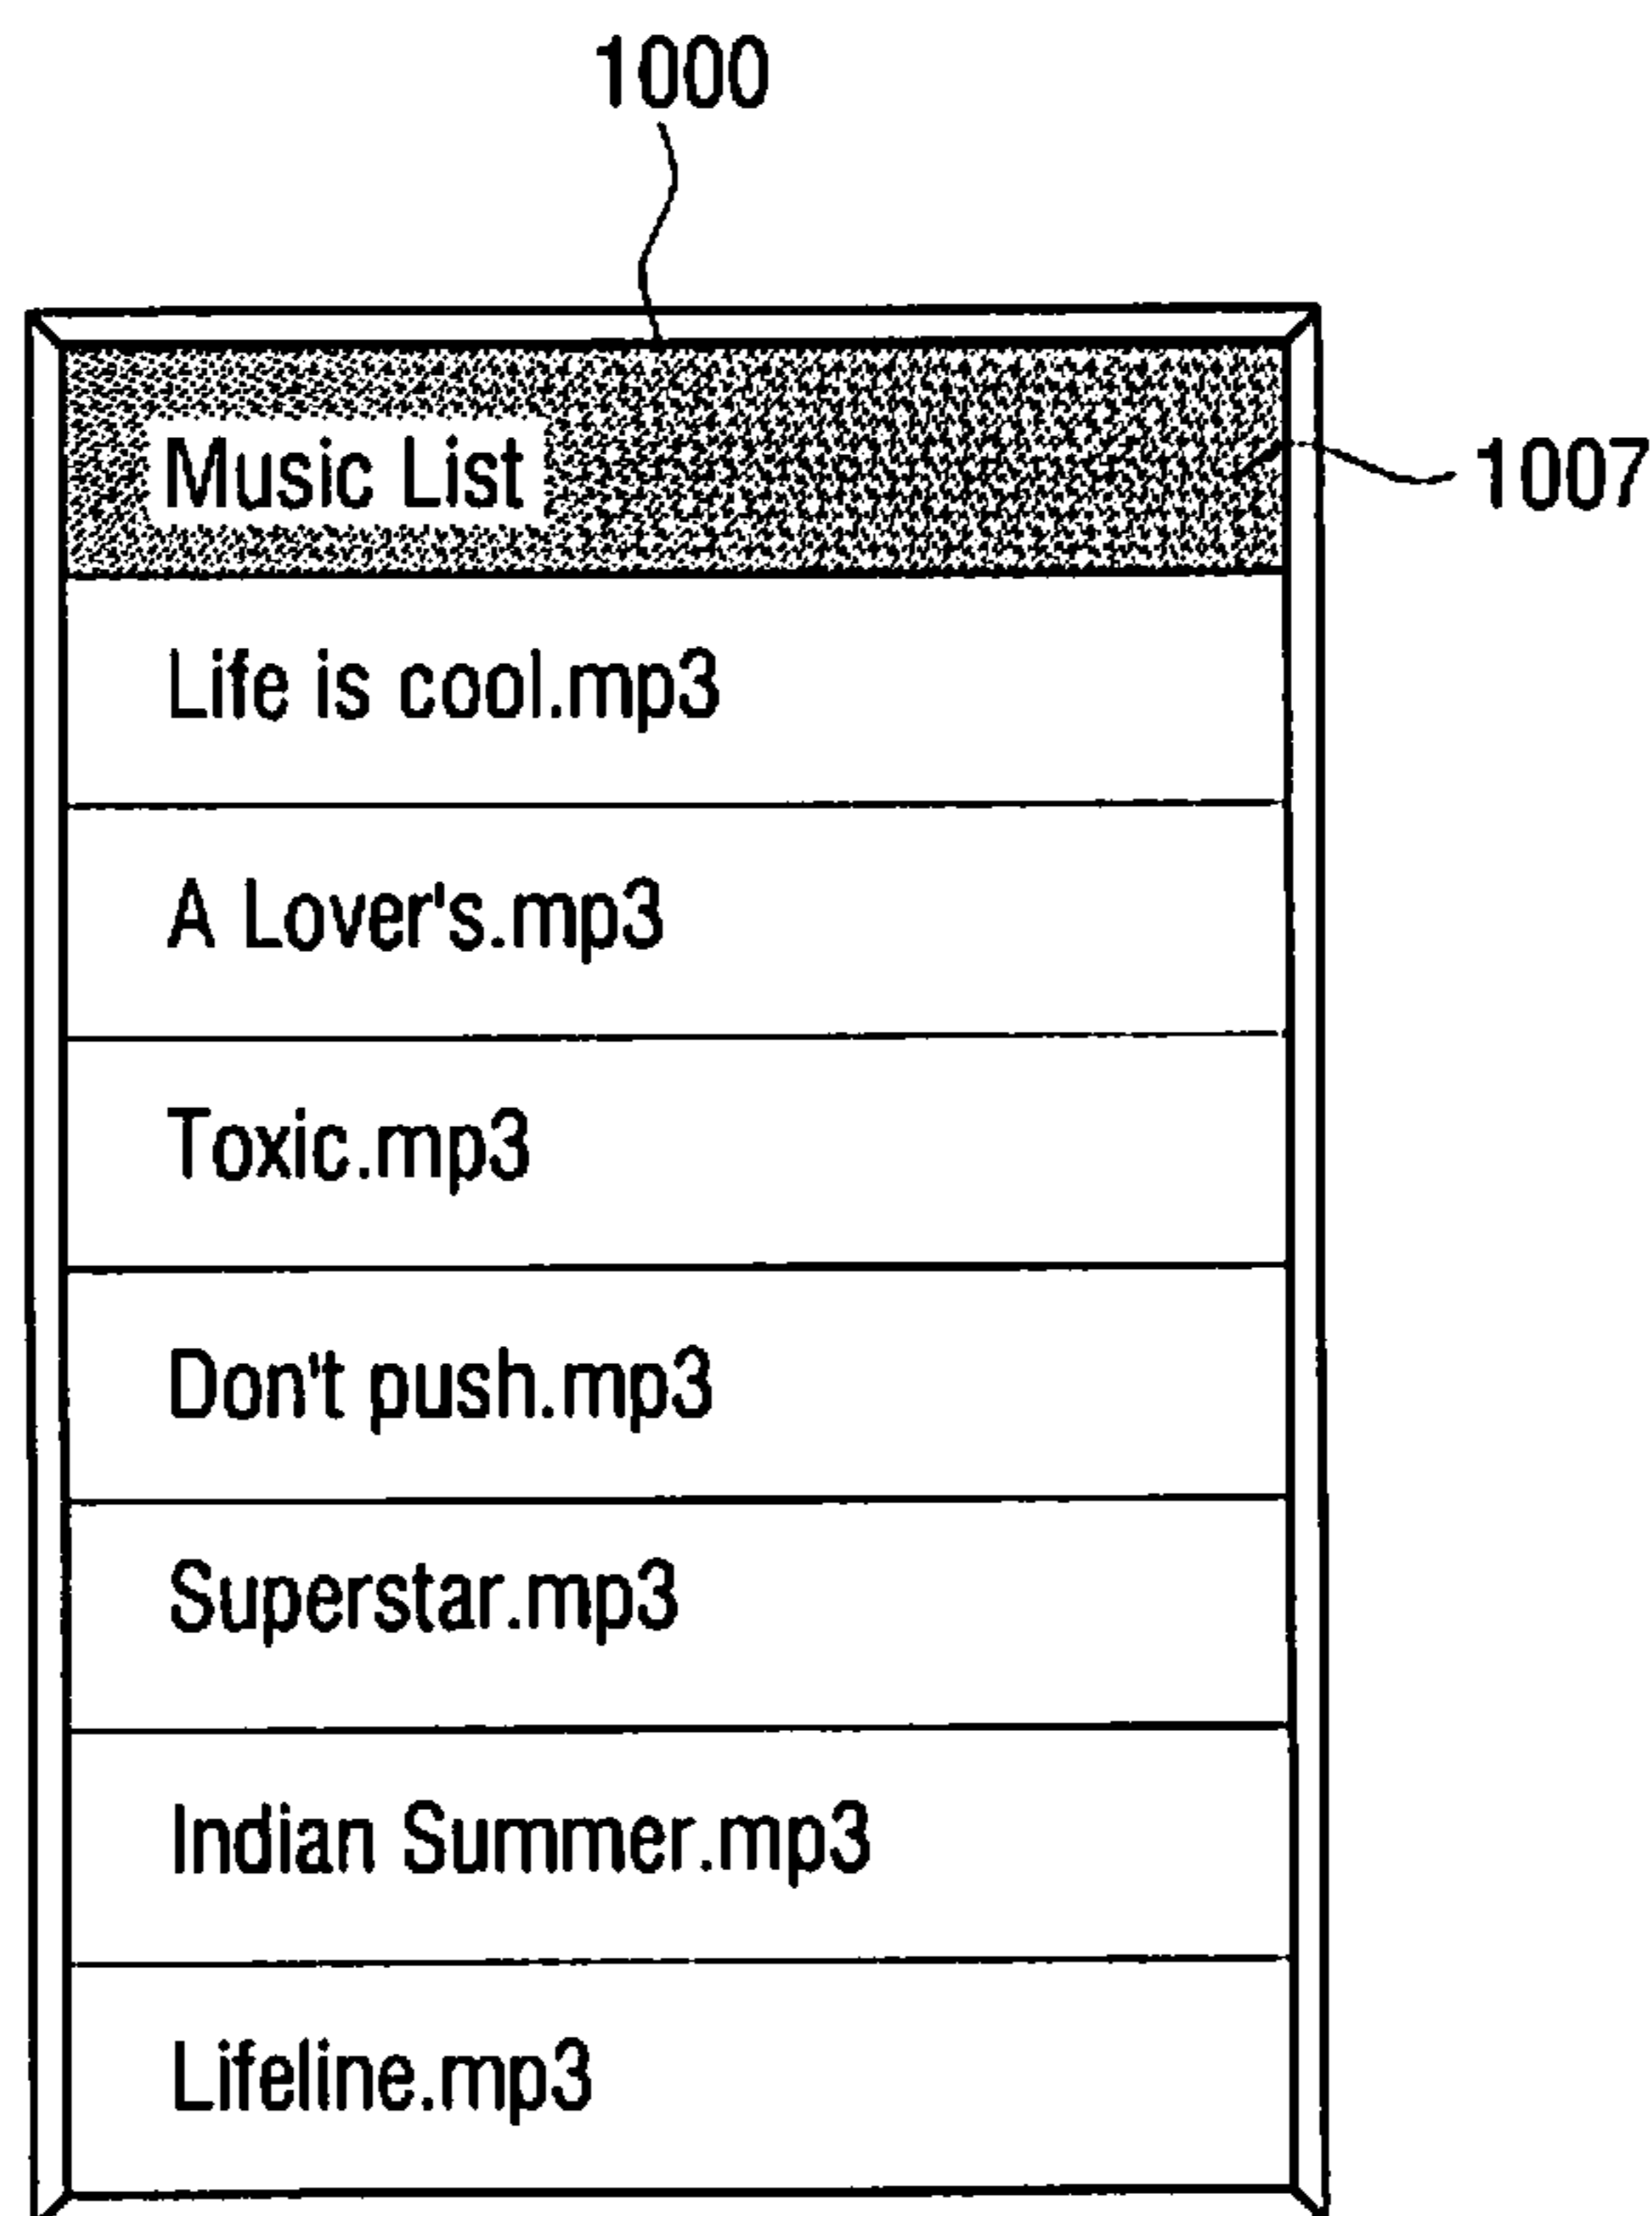 1000
Music List
1007
Life is cool.mp3
A Lover's.mp3
Toxic.mp3
Don't push.mp3
Superstar.mp3
Indian Summer.mp3
Lifeline.mp3